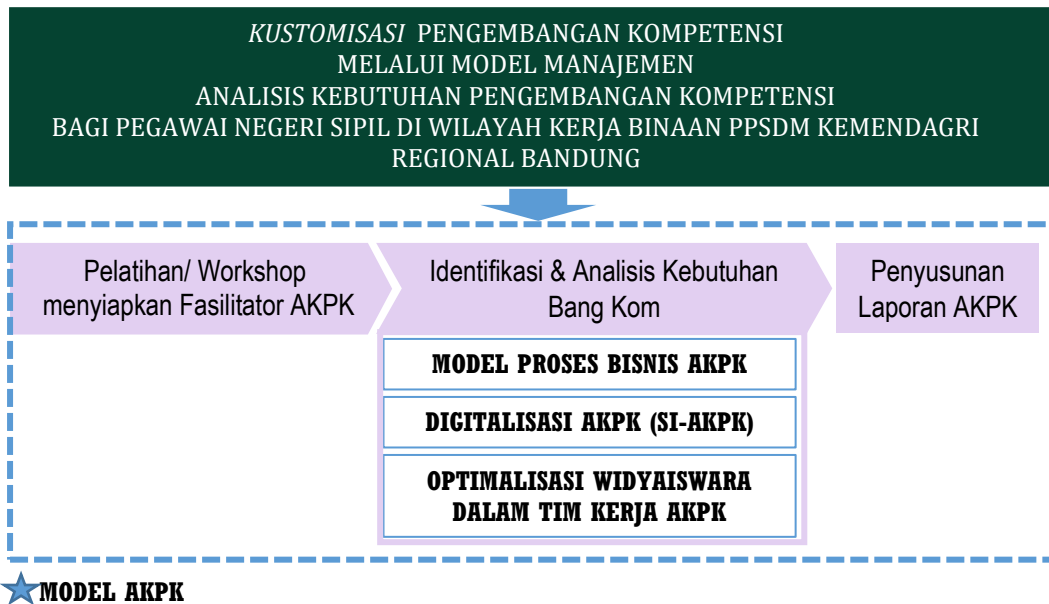 KUSTOMISASI PENGEMBANGAN KOMPETENSI
MELALUI MODEL MANAJEMEN
ANALISIS KEBUTUHAN PENGEMBANGAN KOMPETENSI
BAGI PEGAWAI NEGERI SIPIL DI WILAYAH KERJA BINAAN PPSDM KEMENDAGRI
REGIONAL BANDUNG
Pelatihan/ Workshop
menyiapkan Fasilitator AKPK
Identifikasi & Analisis Kebutuhan
Bang Kom
Penyusunan
Laporan AKPK
MODEL PROSES BISNIS AKPK
DIGITALISASI AKPK (SI-AKPK)
OPTIMALISASI WIDYAISWARA
DALAM TIM KERJA AKPK
MODEL AKPK